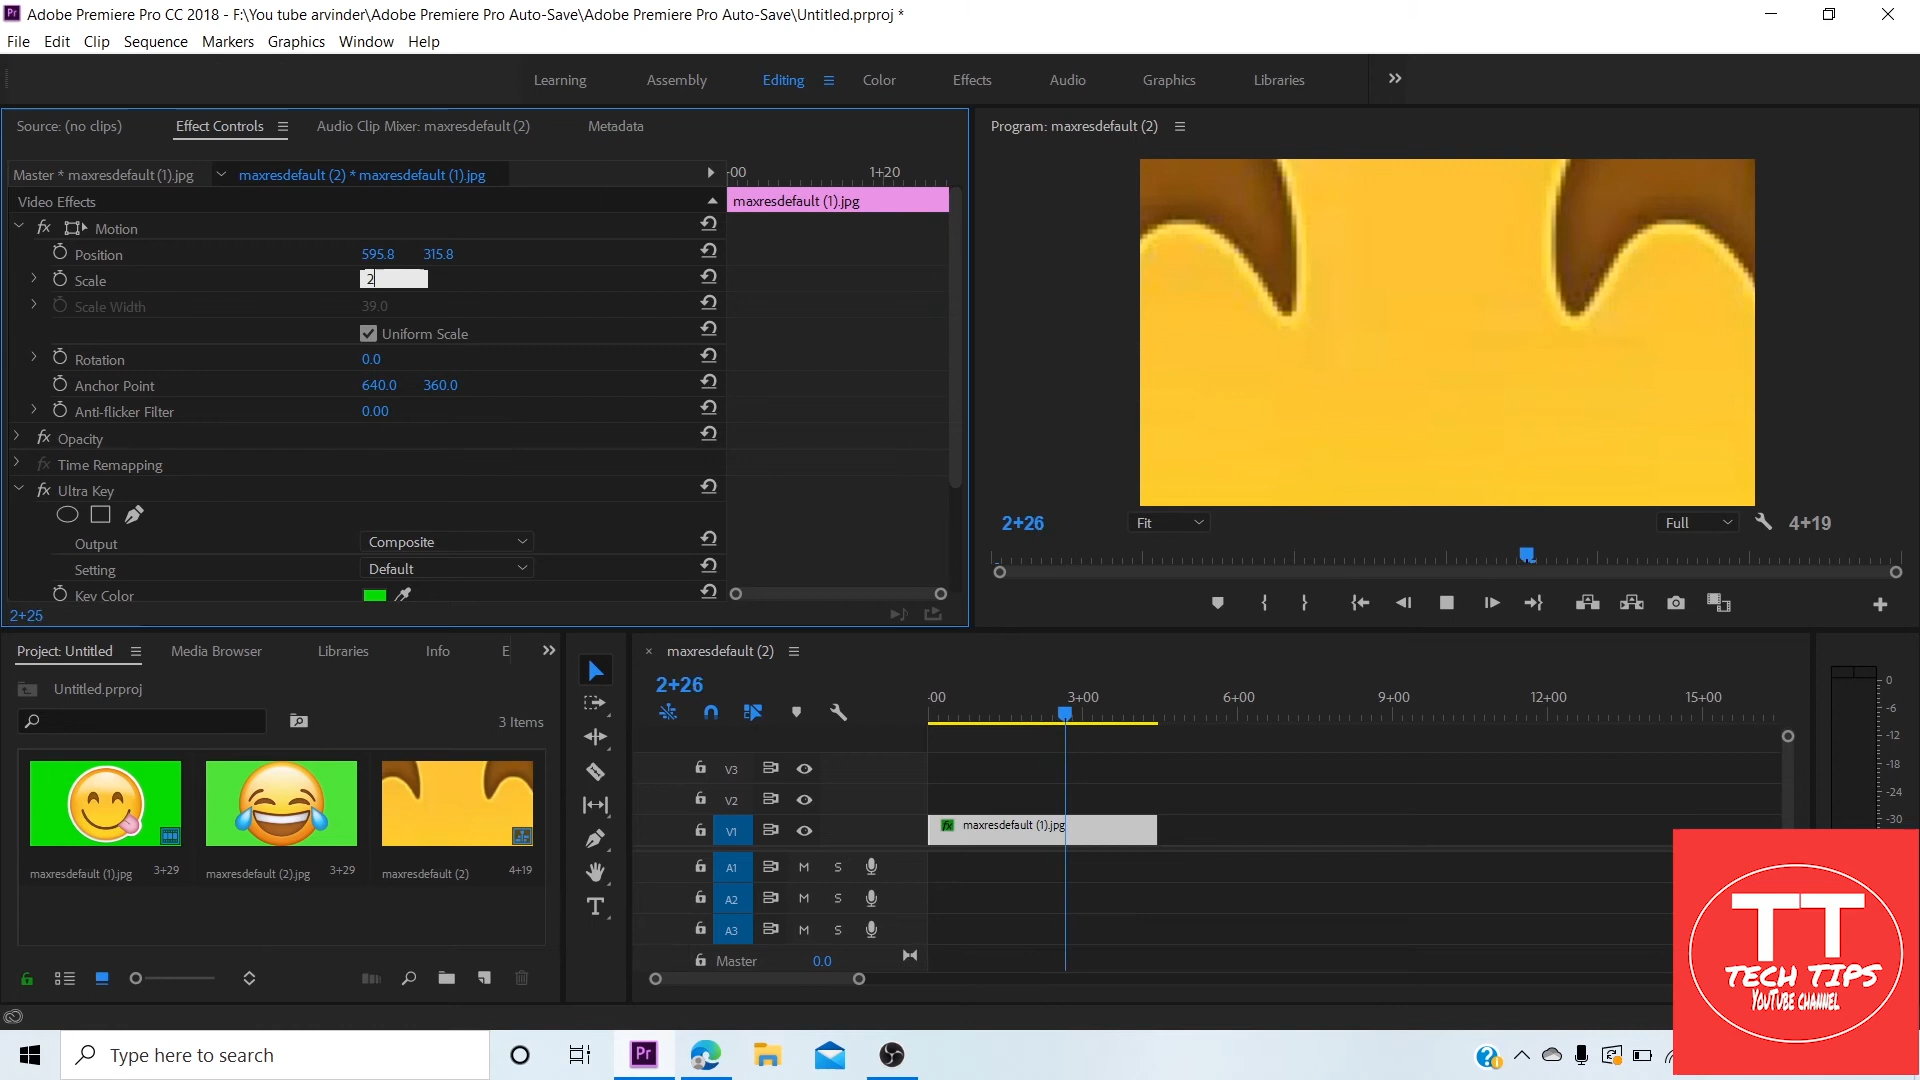 Adobe Premiere Pro CC 2018 - F:\You tube arvinder\Adobe Premiere Pro Auto-Save\Adobe Premiere Pro Auto-Save\Untitled.prproj *
File Edit Clip Sequence Markers Graphics Window Help
Learning Assembly Editing Color Effects Audio Graphics Libraries
Source: (no clips) Effect Controls Audio Clip Mixer: maxresdefault (2) Metadata
Program: maxresdefault (2)
Master * maxresdefault (1).jpg maxresdefault (2) * maxresdefault (1).jpg
:00 1+20
Video Effects
maxresdefault (1).jpg
fx Motion
Position 595.8 315.8
Scale 2
Scale Width 39.0
Uniform Scale
Rotation 0.0
Anchor Point 640.0 360.0
Anti-flicker Filter 0.00
fx Opacity
fx Time Remapping
fx Ultra Key
Output Composite
Setting Default
Key Color
2+25
2+26 Fit Full 4+19
Project: Untitled Media Browser Libraries Info E
Untitled.prproj
3 Items
maxresdefault (1).jpg 3+29
maxresdefault (2).jpg 3+29
maxresdefault (2) 4+19
× maxresdefault (2)
2+26
:00 3+00 6+00 9+00 12+00 15+00
V3
V2
V1 fx maxresdefault (1).jpg
A1 M S
A2 M S
A3 M S
Master 0.0
0
-6
-12
-18
-24
-30
TT
TECH TIPS
YouTube CHANNEL
Type here to search